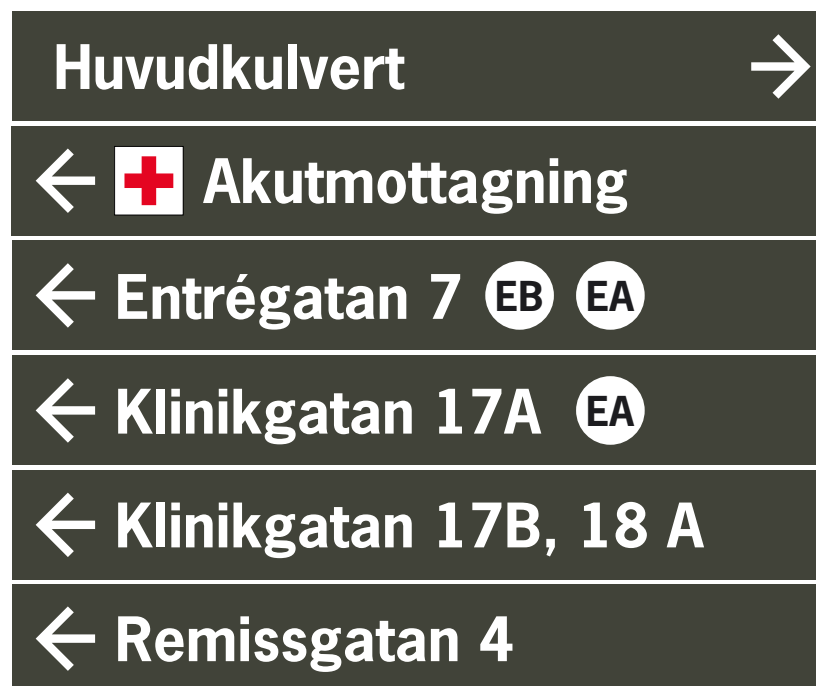 Huvudkulvert
Akutmottagning
Entrégatan 7 EB EA
Klinikgatan 17A EA
Klinikgatan 17B, 18 A
Remissgatan 4